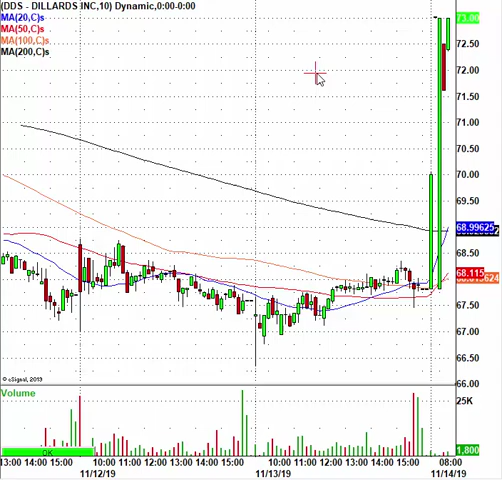 (DDS - DILLARDS INC,10) Dynamic,0:00-0:00
MA(20,C)s
MA(50,C)s
MA(100,C)s
MA(200,C)s
73.00
72.50
72.00
71.50
71.00
70.50
70.00
69.50
68.99625
68.50
68.115
67.50
67.00
66.50
66.00
© eSignal, 2019
Volume
25K
1,800
OK
13:00 14:00 15:00 10:00 11:00 12:00 13:00 14:00 15:00 10:00 11:00 12:00 13:00 14:00 15:00 08:00
11/12/19 11/13/19 11/14/19